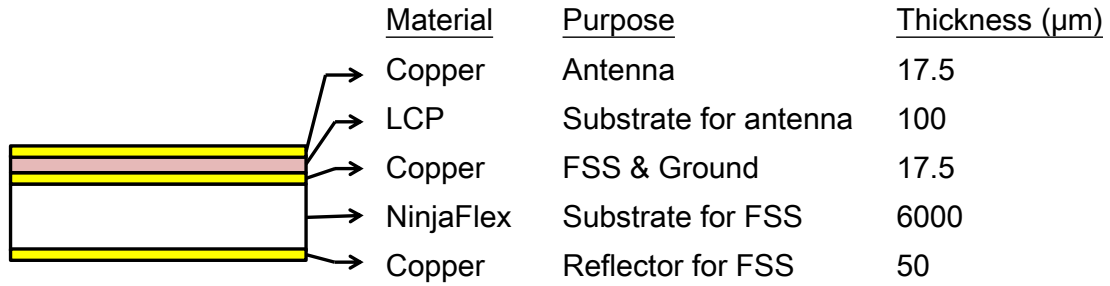 Material Purpose Thickness (µm)
Copper Antenna 17.5
LCP Substrate for antenna 100
Copper FSS & Ground 17.5
NinjaFlex Substrate for FSS 6000
Copper Reflector for FSS 50